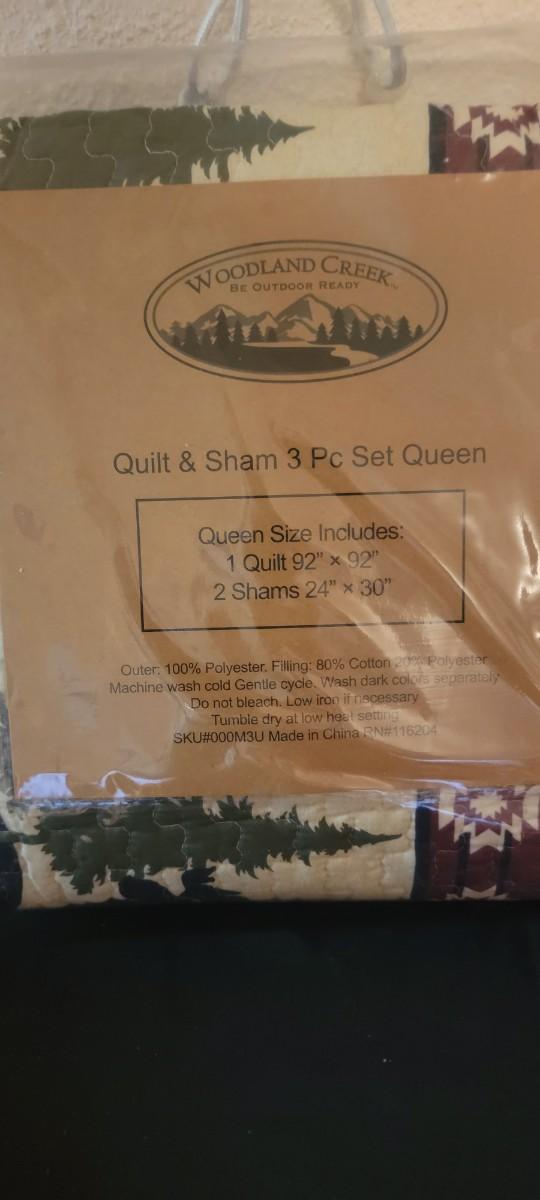 WOODLAND CREEK™
BE OUTDOOR READY
Quilt & Sham 3 Pc Set Queen
Queen Size Includes:
1 Quilt 92” × 92”
2 Shams 24” × 30”
Outer: 100% Polyester. Filling: 80% Cotton 20% Polyester
Machine wash cold Gentle cycle. Wash dark colors separately
Do not bleach. Low iron if necessary
Tumble dry at low heat setting
SKU#000M3U Made in China RN#116204